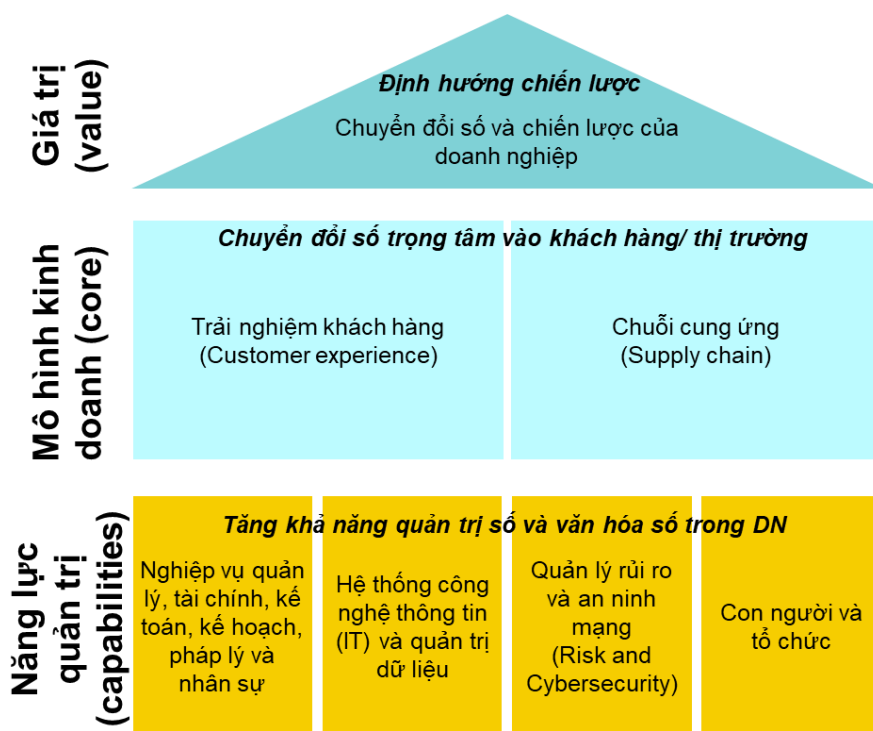 Giá trị
(value)
Định hướng chiến lược
Chuyển đổi số và chiến lược của
doanh nghiệp
Mô hình kinh
doanh (core)
Chuyển đổi số trọng tâm vào khách hàng/ thị trường
Trải nghiệm khách hàng
(Customer experience)
Chuỗi cung ứng
(Supply chain)
Năng lực
quản trị
(capabilities)
Tăng khả năng quản trị số và văn hóa số trong DN
Nghiệp vụ quản
lý, tài chính, kế
toán, kế hoạch,
pháp lý và
nhân sự
Hệ thống công
nghệ thông tin
(IT) và quản trị
dữ liệu
Quản lý rủi ro
và an ninh
mạng
(Risk and
Cybersecurity)
Con người và
tổ chức